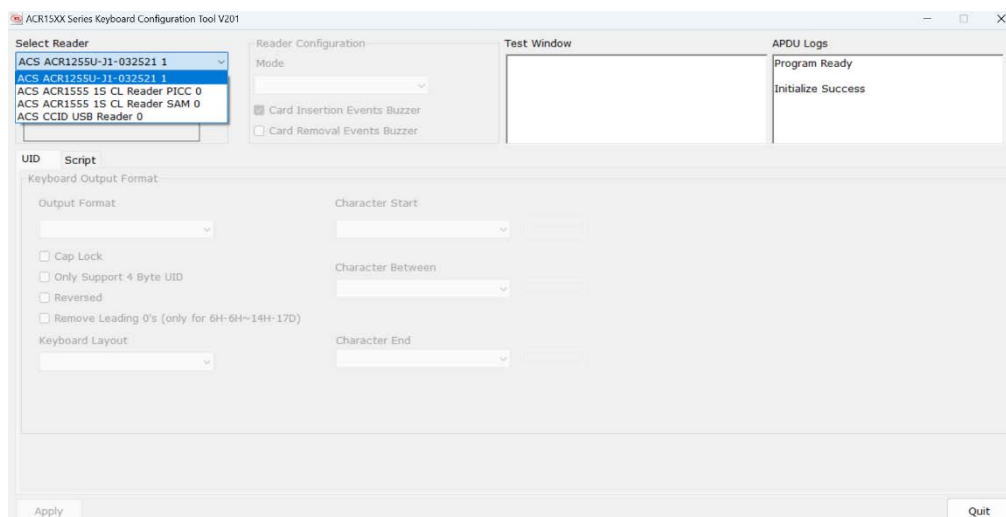 ACR15XX Series Keyboard Configuration Tool V201
Select Reader
ACS ACR1255U-J1-032521 1
ACS ACR1255U-J1-032521 1
ACS ACR1555 1S CL Reader PICC 0
ACS ACR1555 1S CL Reader SAM 0
ACS CCID USB Reader 0
Reader Configuration
Mode
Card Insertion Events Buzzer
Card Removal Events Buzzer
Test Window
APDU Logs
Program Ready
Initialize Success
UID Script
Keyboard Output Format
Output Format
Cap Lock
Only Support 4 Byte UID
Reversed
Remove Leading 0's (only for 6H-6H~14H-17D)
Keyboard Layout
Character Start
Character Between
Character End
Apply
Quit